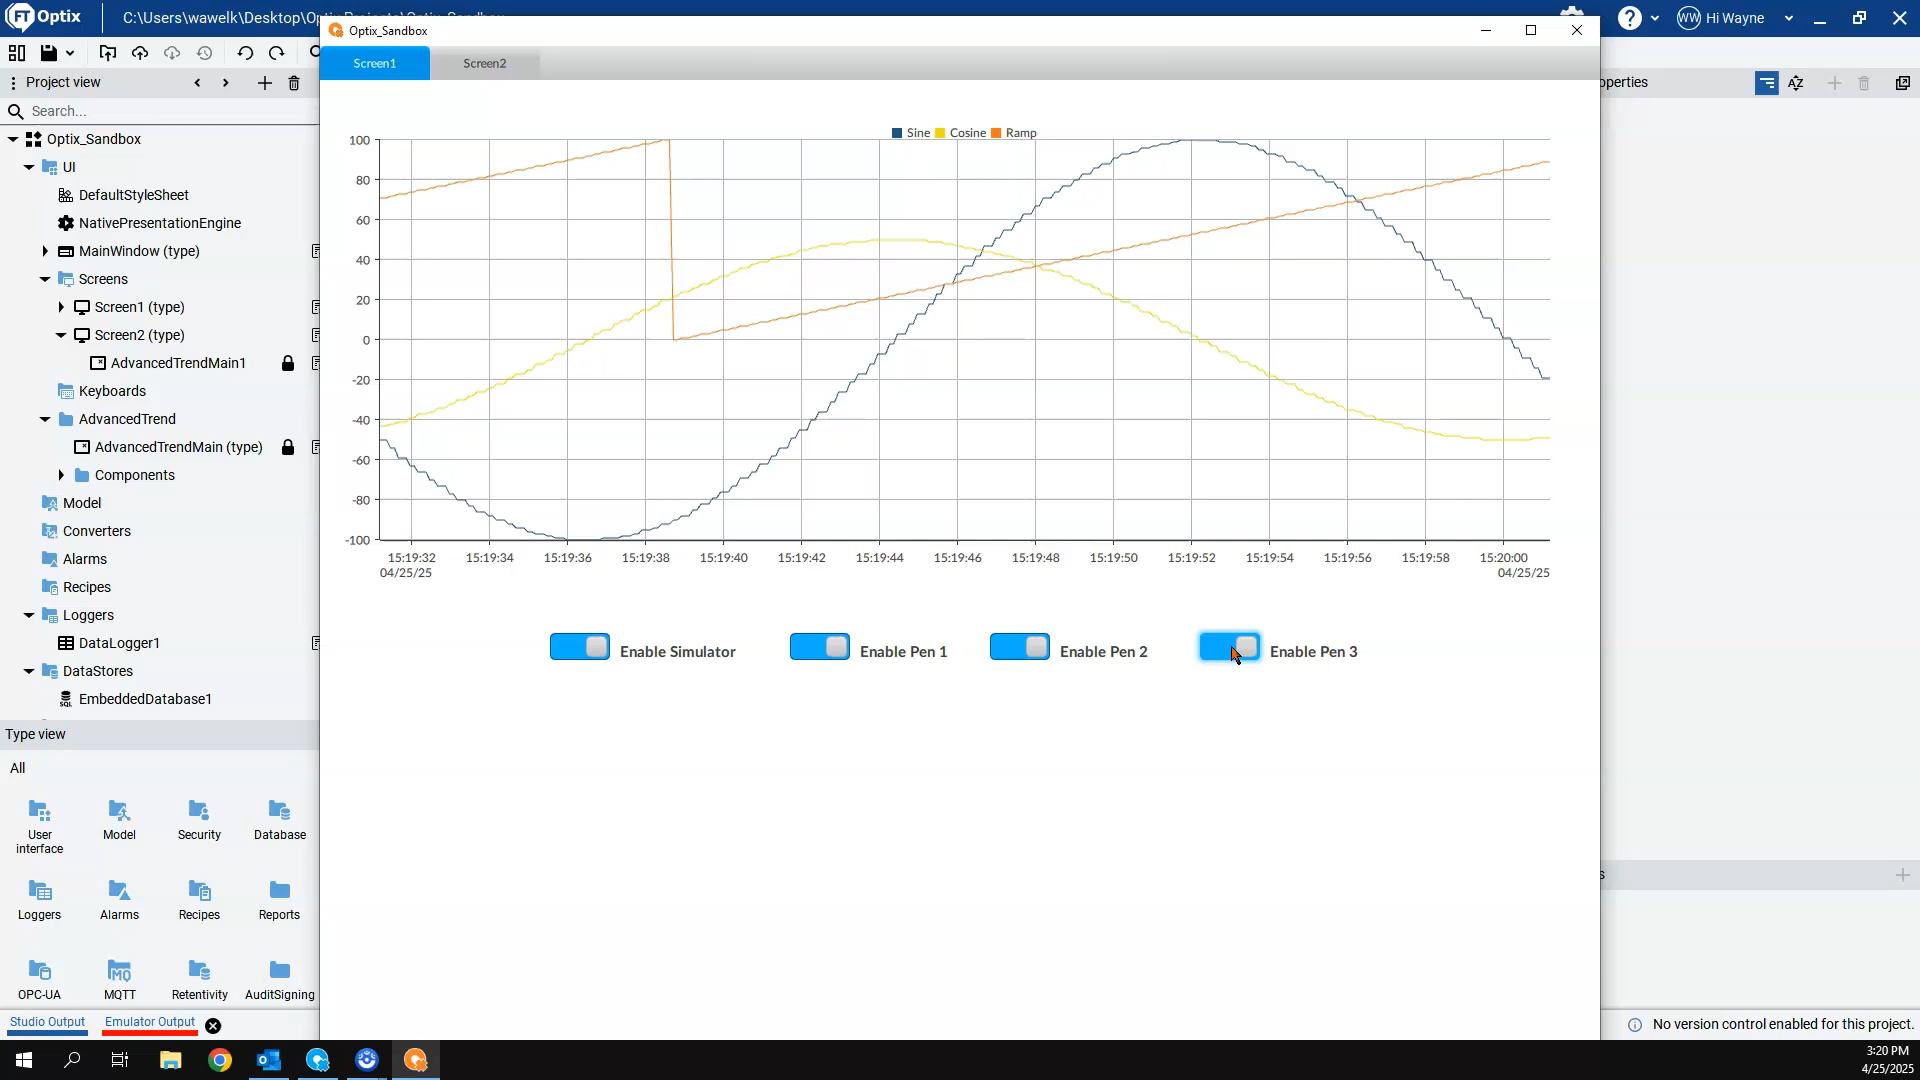 FT Optix
C:\Users\wawelk\Desktop\Optix Projects\Optix_Sandbox
WW Hi Wayne
Optix_Sandbox
Screen1
Screen2
Project view
operties
Search...
Optix_Sandbox
UI
DefaultStyleSheet
NativePresentationEngine
MainWindow (type)
Screens
Screen1 (type)
Screen2 (type)
AdvancedTrendMain1
Keyboards
AdvancedTrend
AdvancedTrendMain (type)
Components
Model
Converters
Alarms
Recipes
Loggers
DataLogger1
DataStores
EmbeddedDatabase1
Sine Cosine Ramp
100
80
60
40
20
0
-20
-40
-60
-80
-100
15:19:32 15:19:34 15:19:36 15:19:38 15:19:40 15:19:42 15:19:44 15:19:46 15:19:48 15:19:50 15:19:52 15:19:54 15:19:56 15:19:58 15:20:00
04/25/25 04/25/25
Enable Simulator
Enable Pen 1
Enable Pen 2
Enable Pen 3
Type view
All
User interface
Model
Security
Database
Loggers
Alarms
Recipes
Reports
OPC-UA
MQTT
Retentivity
AuditSigning
s
Studio Output
Emulator Output
No version control enabled for this project.
3:20 PM
4/25/2025